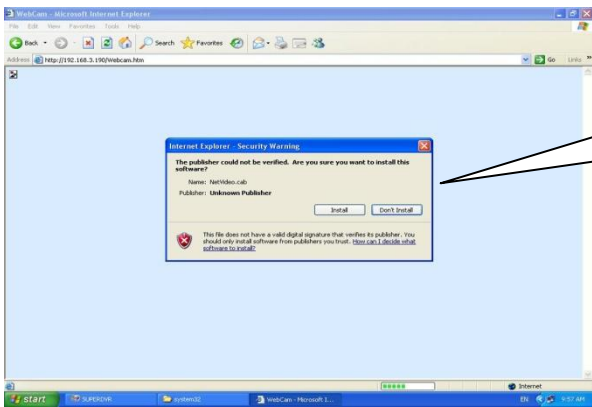 WebCam - Microsoft Internet Explorer
File Edit View Favorites Tools Help
Back Search Favorites
Address http://192.168.3.190/Webcam.htm Go Links »
Internet Explorer - Security Warning
The publisher could not be verified. Are you sure you want to install this
software?
Name: NetVideo.cab
Publisher: Unknown Publisher
Install Don't Install
This file does not have a valid digital signature that verifies its publisher. You
should only install software from publishers you trust. How can I decide what
software to install?
Internet
start SUPERDVR system32 WebCam - Microsoft I... EN 9:57 AM